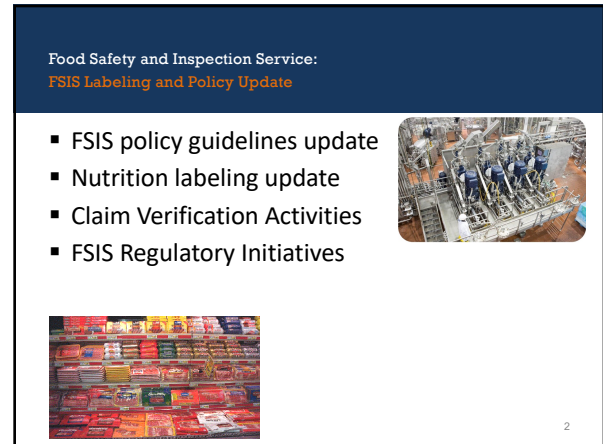 Food Safety and Inspection Service:
FSIS Labeling and Policy Update
▪ FSIS policy guidelines update
▪ Nutrition labeling update
▪ Claim Verification Activities
▪ FSIS Regulatory Initiatives
2